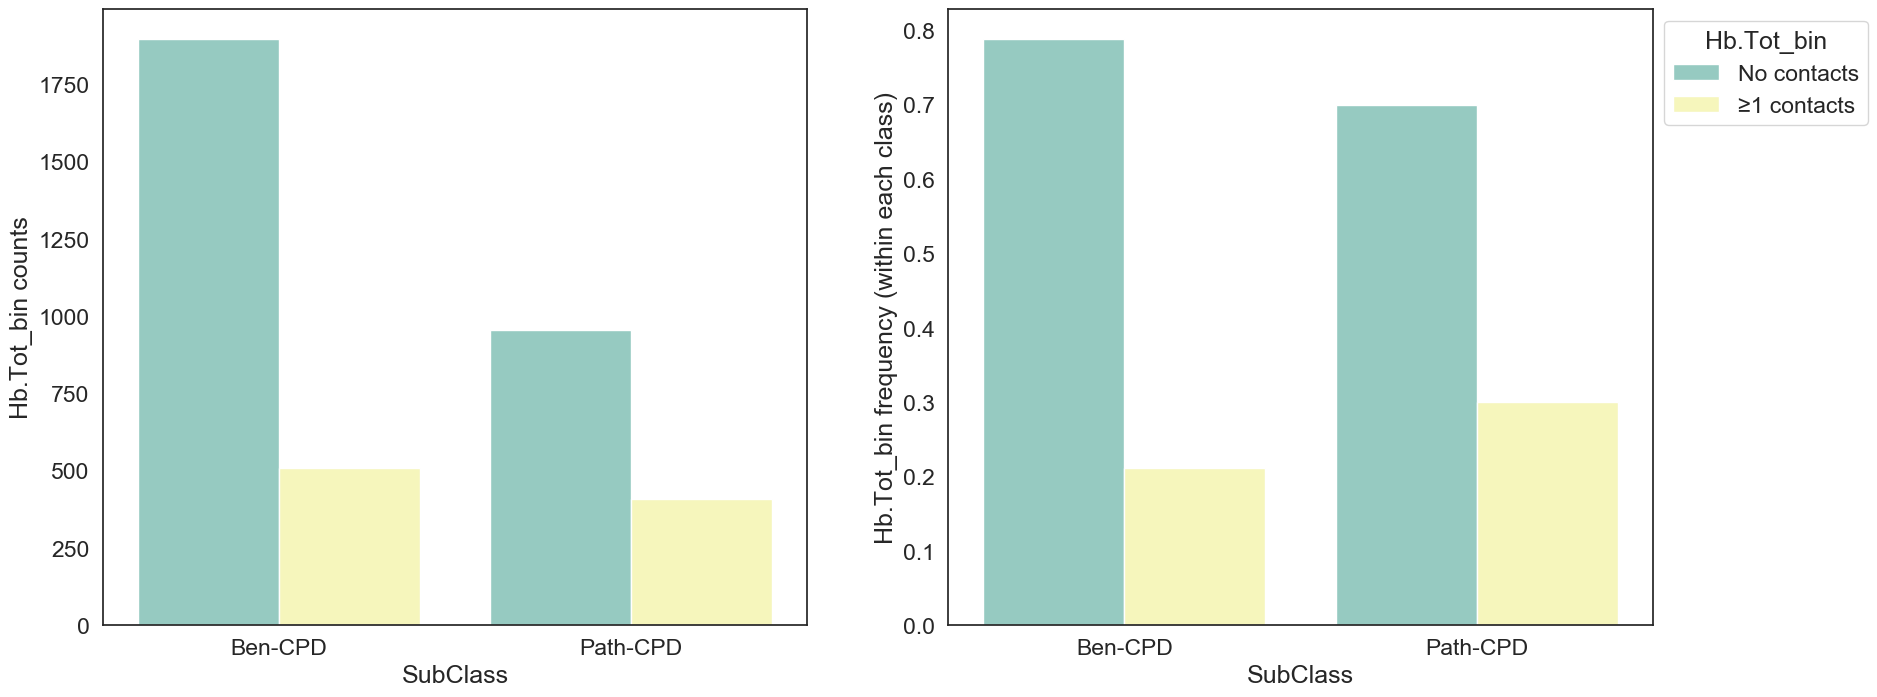 Hb.Tot_bin counts
1750
1500
1250
1000
750
500
250
0
Ben-CPD
Path-CPD
SubClass
Hb.Tot_bin frequency (within each class)
0.8
0.7
0.6
0.5
0.4
0.3
0.2
0.1
0.0
Ben-CPD
Path-CPD
SubClass
Hb.Tot_bin
No contacts
≥1 contacts